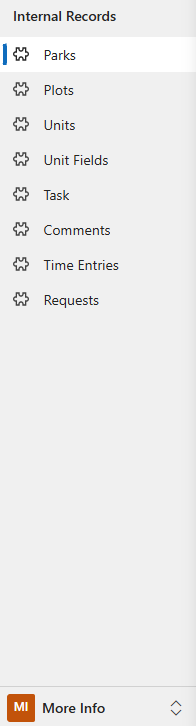 Internal Records
Parks
Plots
Units
Unit Fields
Task
Comments
Time Entries
Requests
MI More Info